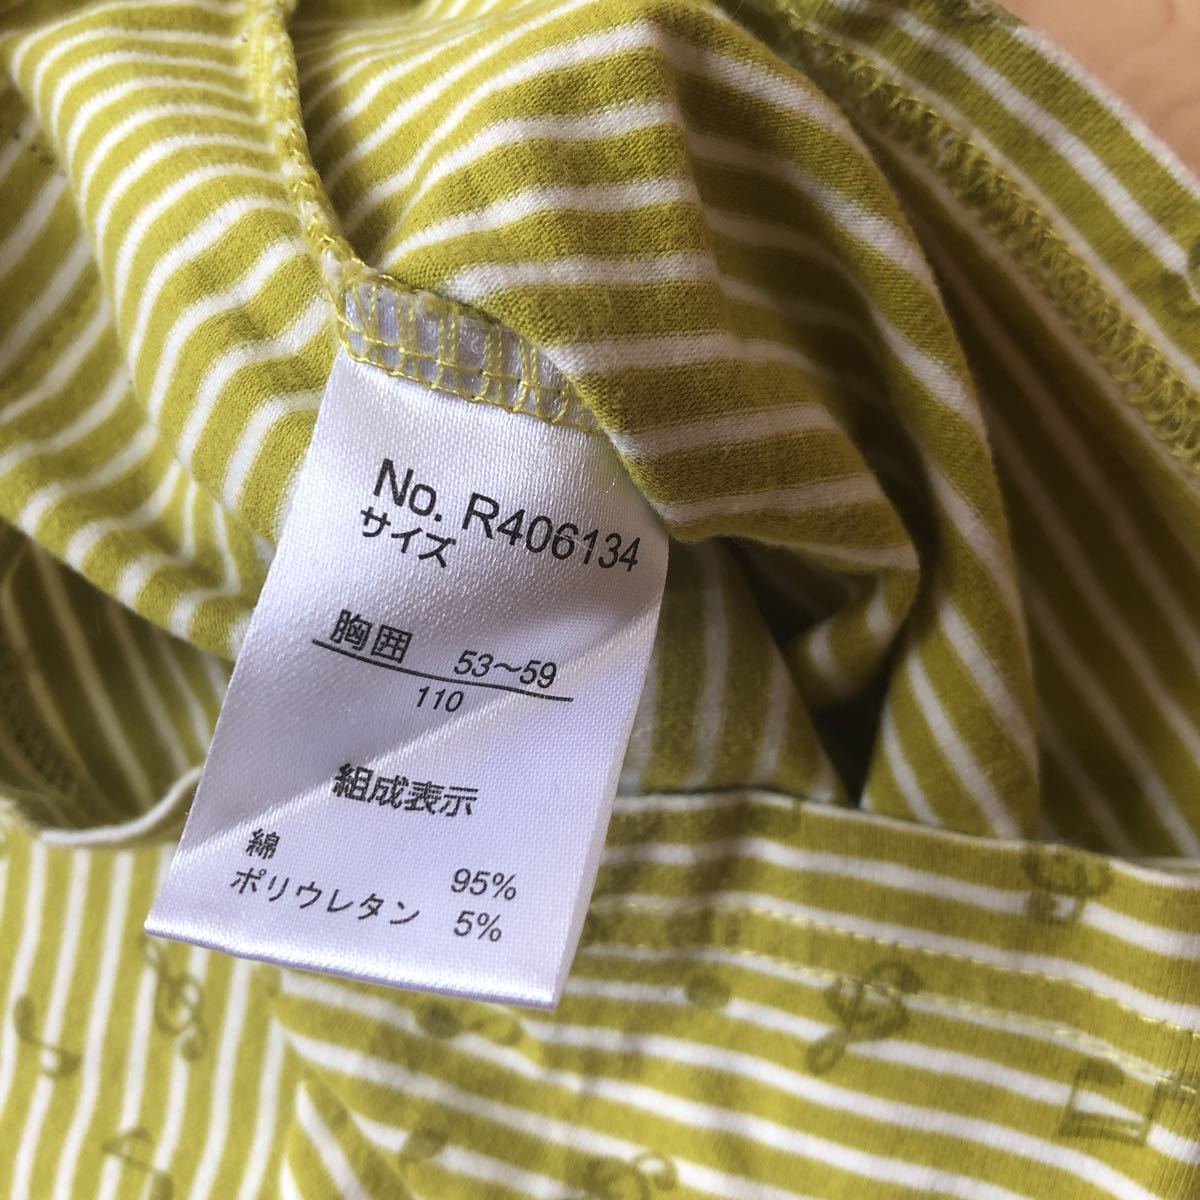 No. R406134
サイズ
胸囲 53〜59
110
組成表示
綿 95%
ポリウレタン 5%